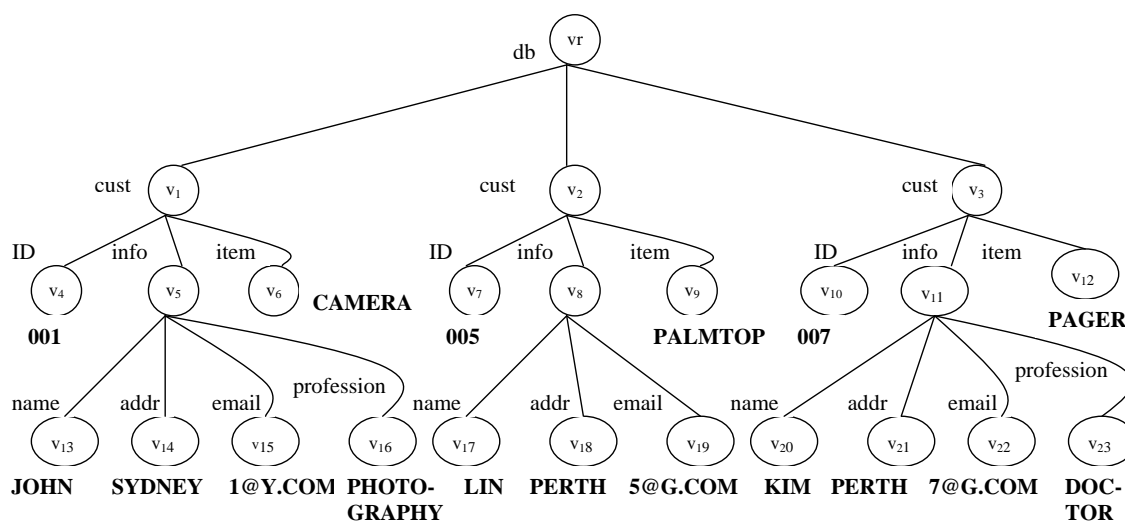 vr
db
cust v1 cust v2 cust v3
ID info item ID info item ID info item
v4 v5 v6 v7 v8 v9 v10 v11 v12
CAMERA
001 005 PALMTOP 007 PAGER
profession profession
name addr email name addr email name addr email
v13 v14 v15 v16 v17 v18 v19 v20 v21 v22 v23
JOHN SYDNEY 1@Y.COM PHOTO- LIN PERTH 5@G.COM KIM PERTH 7@G.COM DOC-
GRAPHY TOR